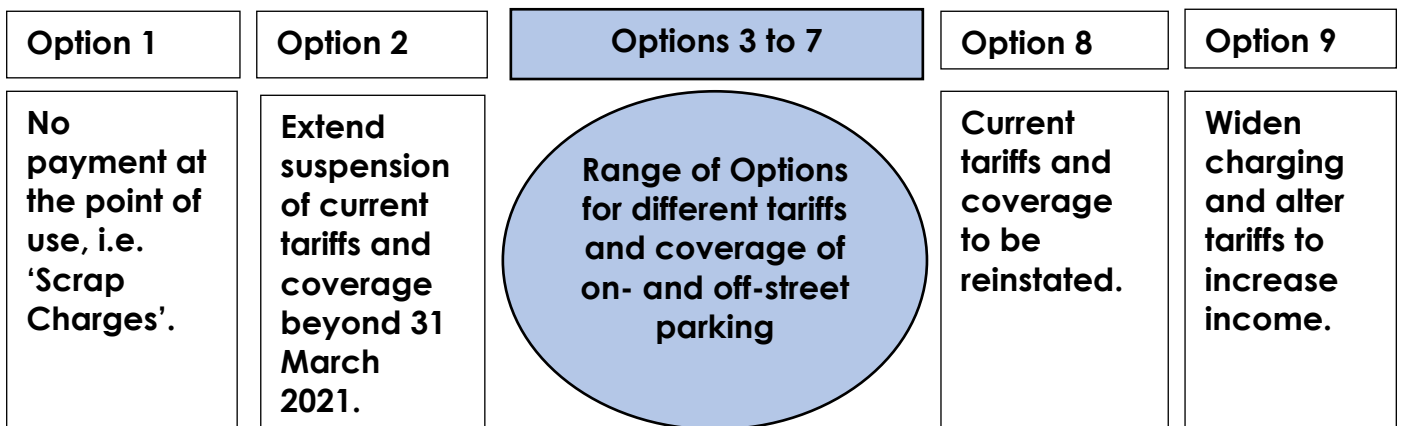 Option 1
No
payment at
the point of
use, i.e.
‘Scrap
Charges’.
Option 2
Extend
suspension
of current
tariffs and
coverage
beyond 31
March
2021.
Options 3 to 7
Range of Options
for different tariffs
and coverage of
on- and off-street
parking
Option 8
Current
tariffs and
coverage
to be
reinstated.
Option 9
Widen
charging
and alter
tariffs to
increase
income.